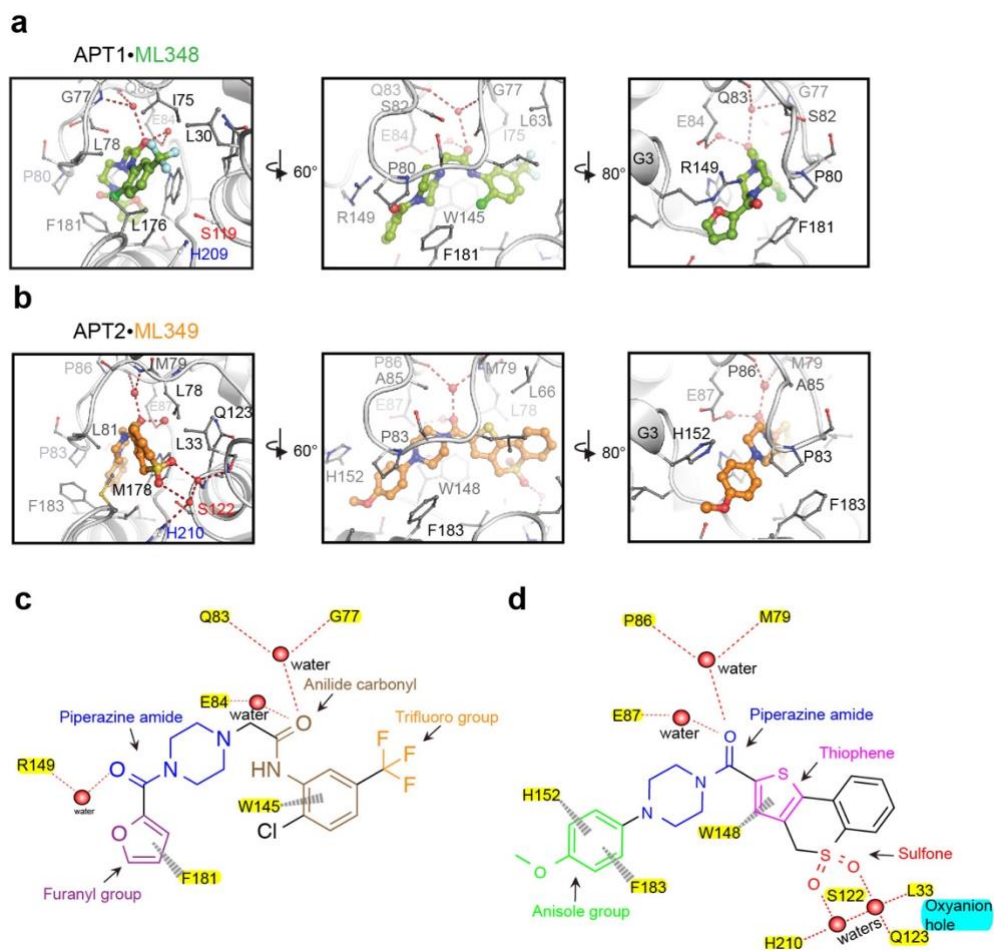 a
APT1•ML348
G77
Q83
I75
E84
L30
L78
P80
F181
L176
S119
H209
60°
Q83
S82
G77
L63
E84
I75
P80
R149
W145
F181
80°
Q83
G77
S82
E84
G3
R149
P80
F181
b
APT2•ML349
P86
M79
E87
L78
Q123
L81
L33
P83
M178
F183
S122
H210
60°
P86
M79
A85
L66
E87
L78
P83
H152
W148
F183
80°
M79
P86
A85
E87
G3
H152
P83
F183
c
Q83
G77
water
Anilide carbonyl
E84
water
O
Trifluoro group
Piperazine amide
F
F
F
N
R149
O
N
HN
water
W145
Cl
O
F181
Furanyl group
d
P86
M79
water
E87
water
O
Piperazine amide
Thiophene
S
H152
N
N
W148
F183
O
Anisole group
S
O
O
Sulfone
S122
L33
waters
Oxyanion
hole
H210
Q123